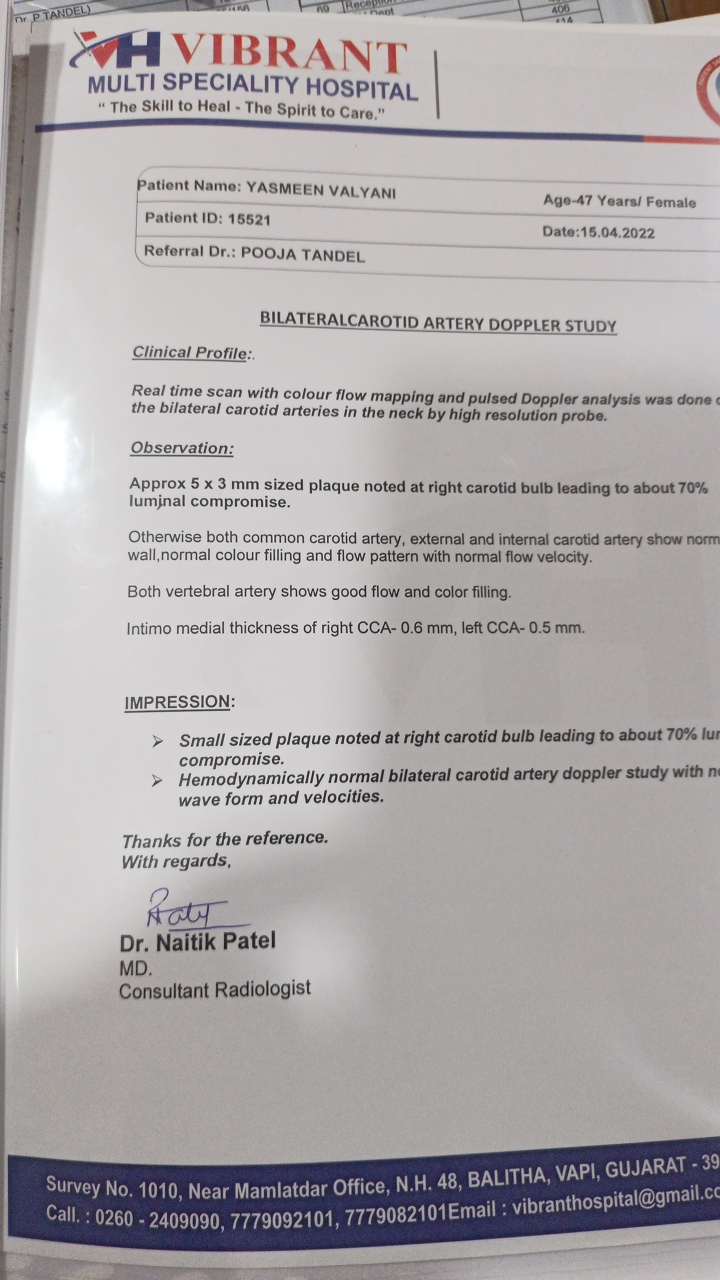 Dr. P TANDEL)
69
Reception
406
414
VH VIBRANT
MULTI SPECIALITY HOSPITAL
“ The Skill to Heal - The Spirit to Care.”
Patient Name: YASMEEN VALYANI
Age-47 Years/ Female
Patient ID: 15521
Date:15.04.2022
Referral Dr.: POOJA TANDEL
BILATERALCAROTID ARTERY DOPPLER STUDY
Clinical Profile:.
Real time scan with colour flow mapping and pulsed Doppler analysis was done
the bilateral carotid arteries in the neck by high resolution probe.
Observation:
Approx 5 x 3 mm sized plaque noted at right carotid bulb leading to about 70%
lumjnal compromise.
Otherwise both common carotid artery, external and internal carotid artery show norm
wall,normal colour filling and flow pattern with normal flow velocity.
Both vertebral artery shows good flow and color filling.
Intimo medial thickness of right CCA- 0.6 mm, left CCA- 0.5 mm.
IMPRESSION:
➢ Small sized plaque noted at right carotid bulb leading to about 70% lu
compromise.
➢ Hemodynamically normal bilateral carotid artery doppler study with n
wave form and velocities.
Thanks for the reference.
With regards,
Dr. Naitik Patel
MD.
Consultant Radiologist
Survey No. 1010, Near Mamlatdar Office, N.H. 48, BALITHA, VAPI, GUJARAT - 39
Call. : 0260 - 2409090, 7779092101, 7779082101Email : vibranthospital@gmail.c